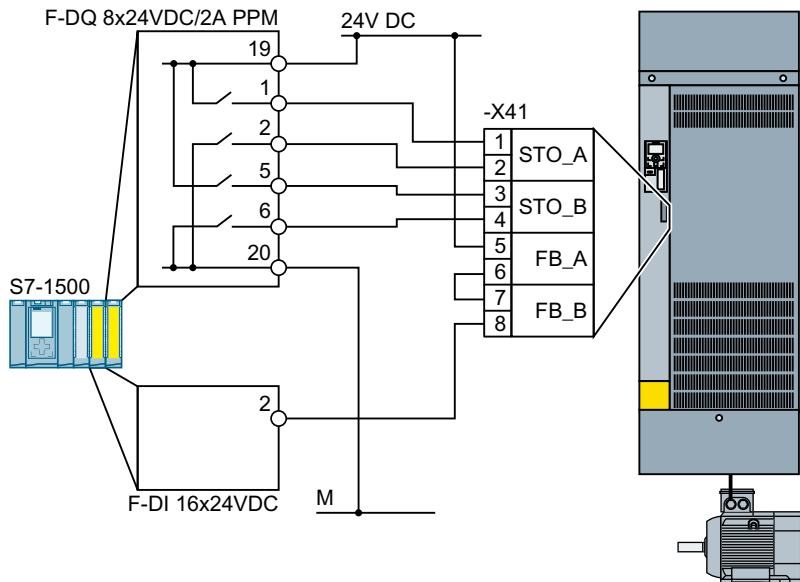 F-DQ 8x24VDC/2A PPM
24V DC
19
1
2
5
6
20
-X41
1
2
STO_A
3
4
STO_B
5
6
FB_A
7
8
FB_B
S7-1500
2
F-DI 16x24VDC
M